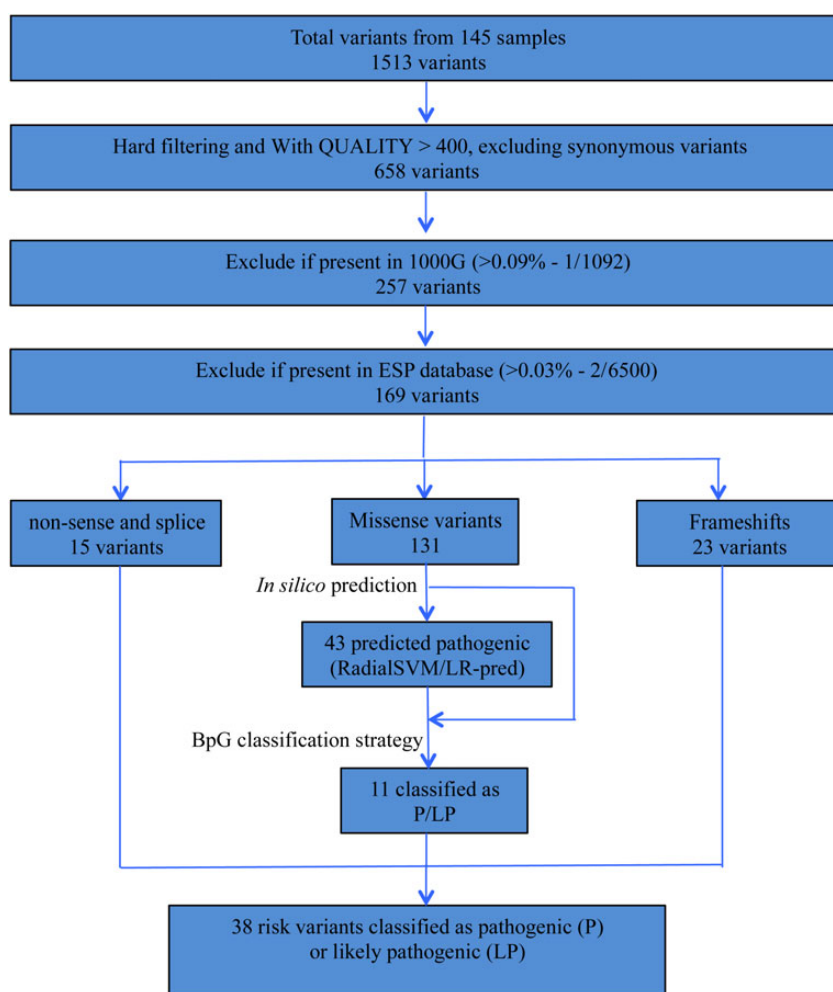 Total variants from 145 samples
1513 variants
Hard filtering and With QUALITY > 400, excluding synonymous variants
658 variants
Exclude if present in 1000G (>0.09% - 1/1092)
257 variants
Exclude if present in ESP database (>0.03% - 2/6500)
169 variants
non-sense and splice
15 variants
Missense variants
131
Frameshifts
23 variants
In silico prediction
43 predicted pathogenic
(RadialSVM/LR-pred)
BpG classification strategy
11 classified as
P/LP
38 risk variants classified as pathogenic (P)
or likely pathogenic (LP)